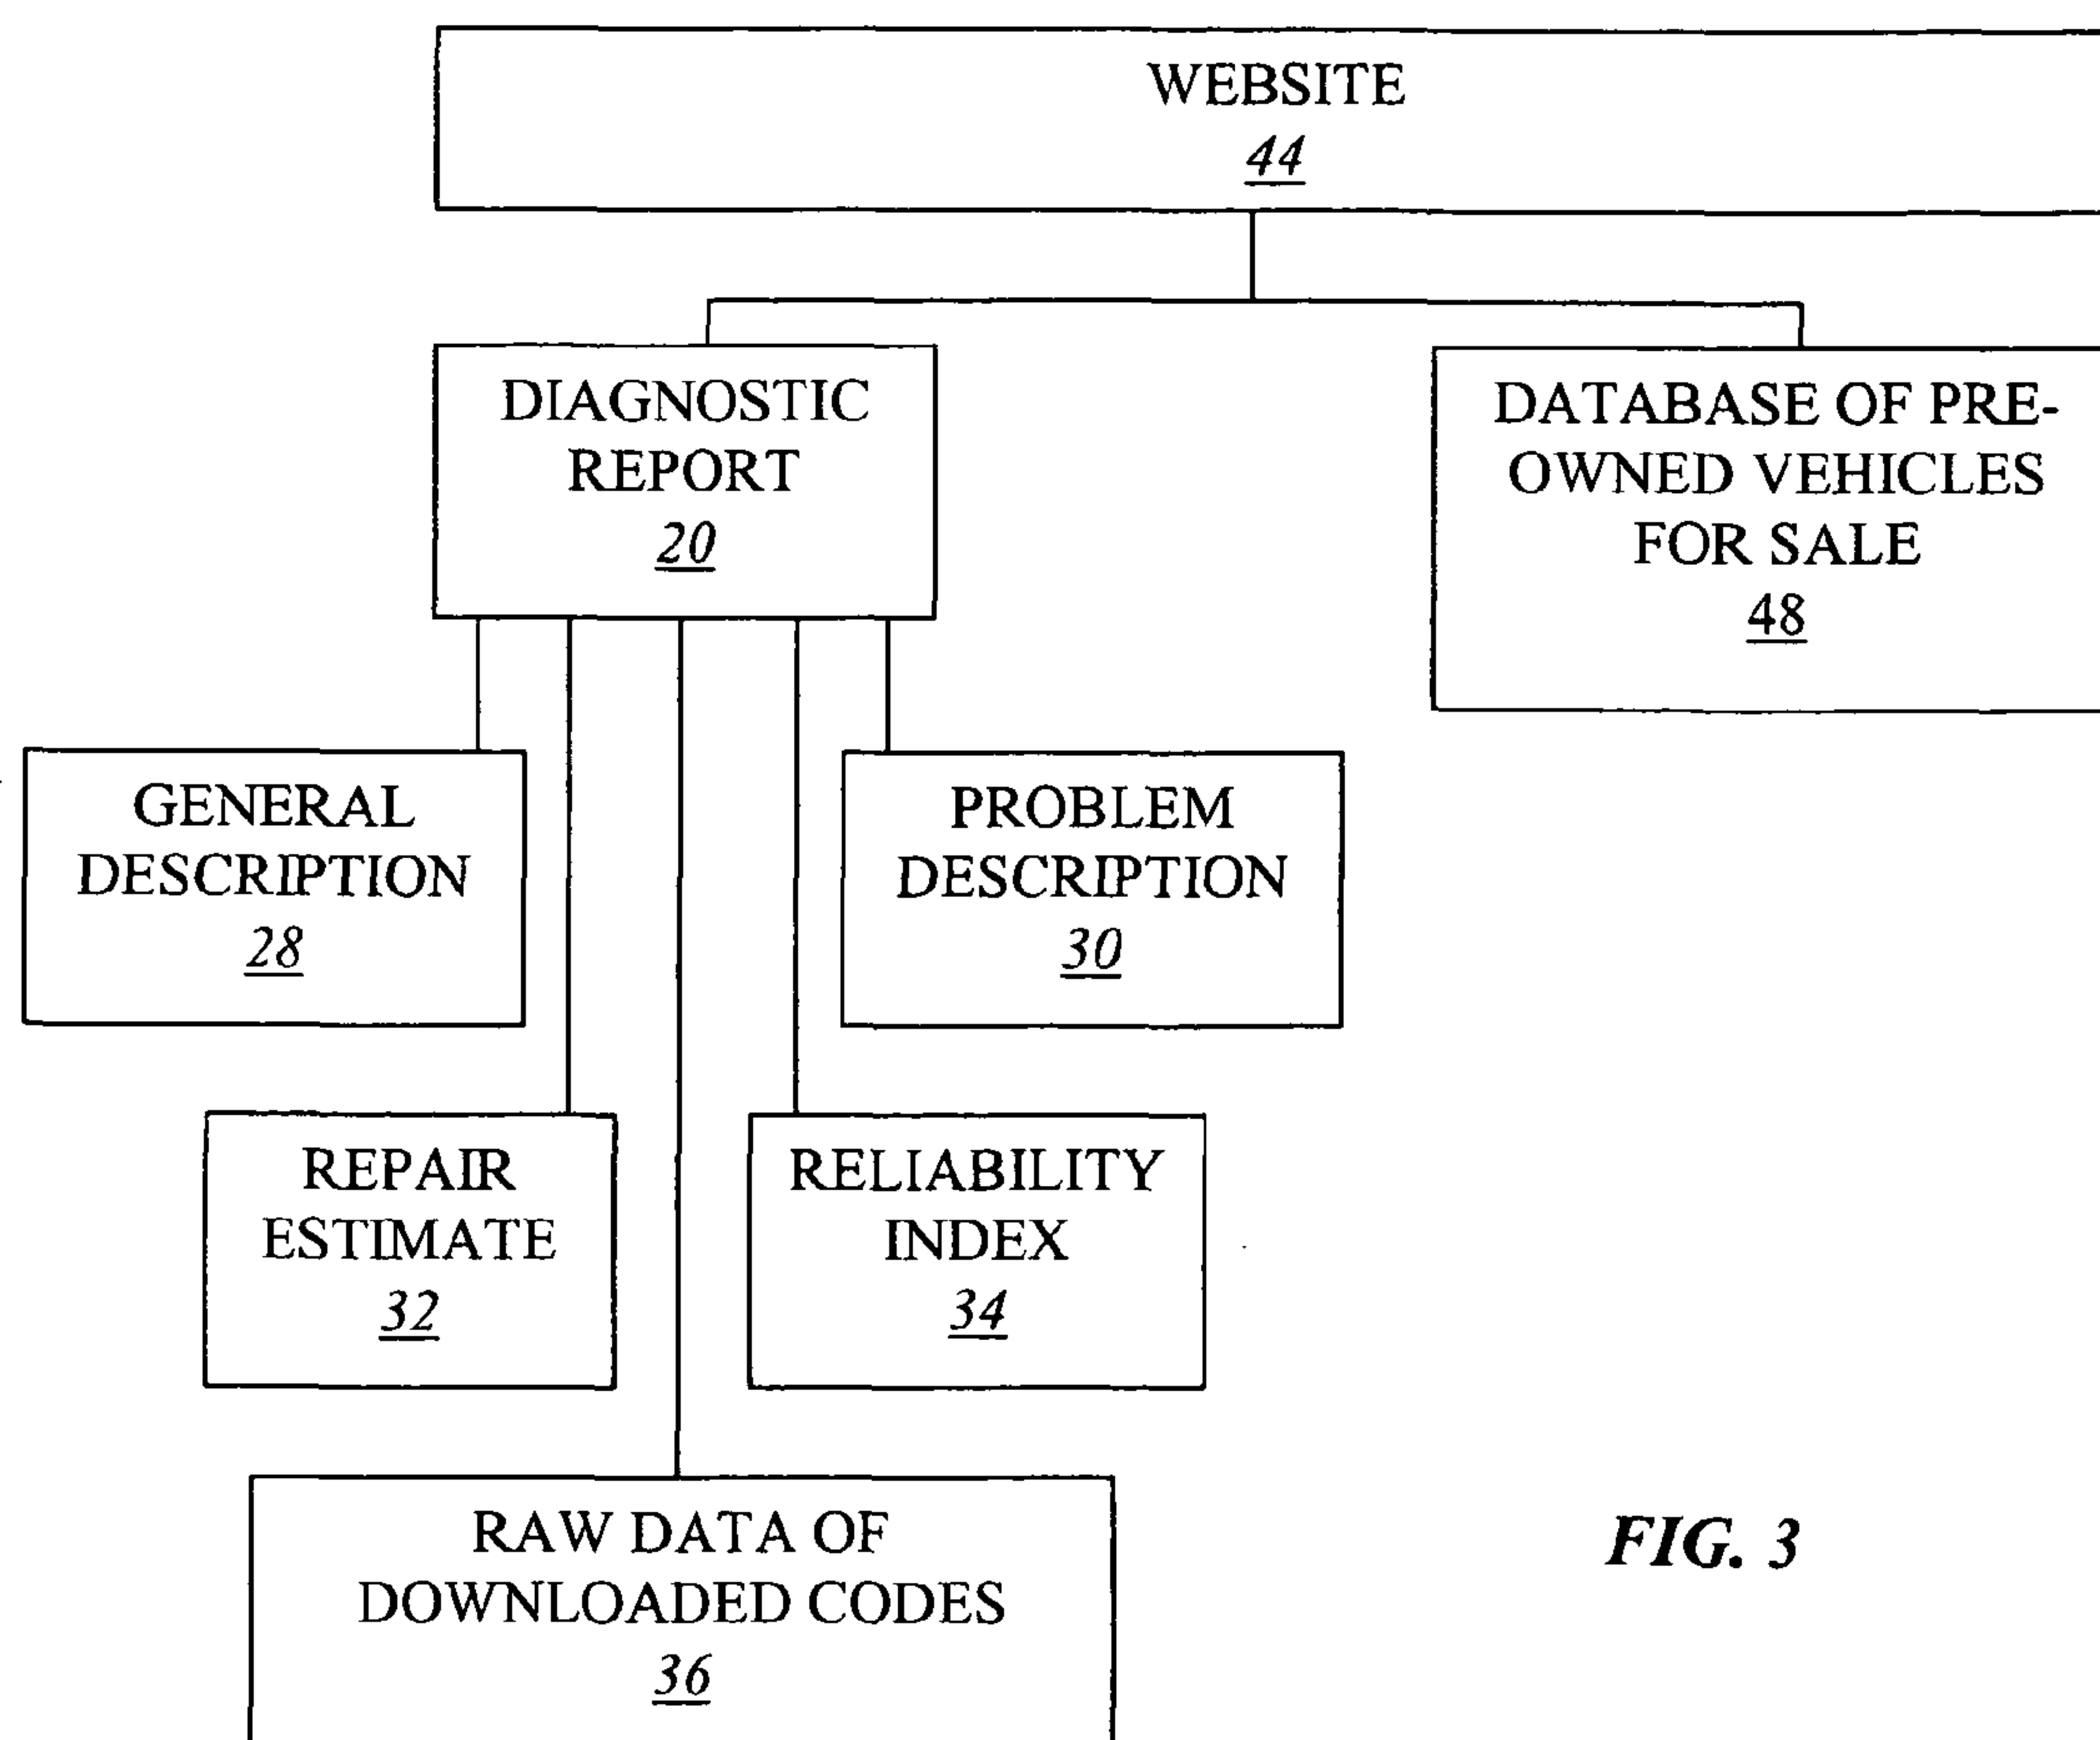 WEBSITE
44
DIAGNOSTIC
REPORT
20
DATABASE OF PRE-
OWNED VEHICLES
FOR SALE
48
GENERAL
DESCRIPTION
28
PROBLEM
DESCRIPTION
30
REPAIR
ESTIMATE
32
RELIABILITY
INDEX
34
RAW DATA OF
DOWNLOADED CODES
36
FIG. 3